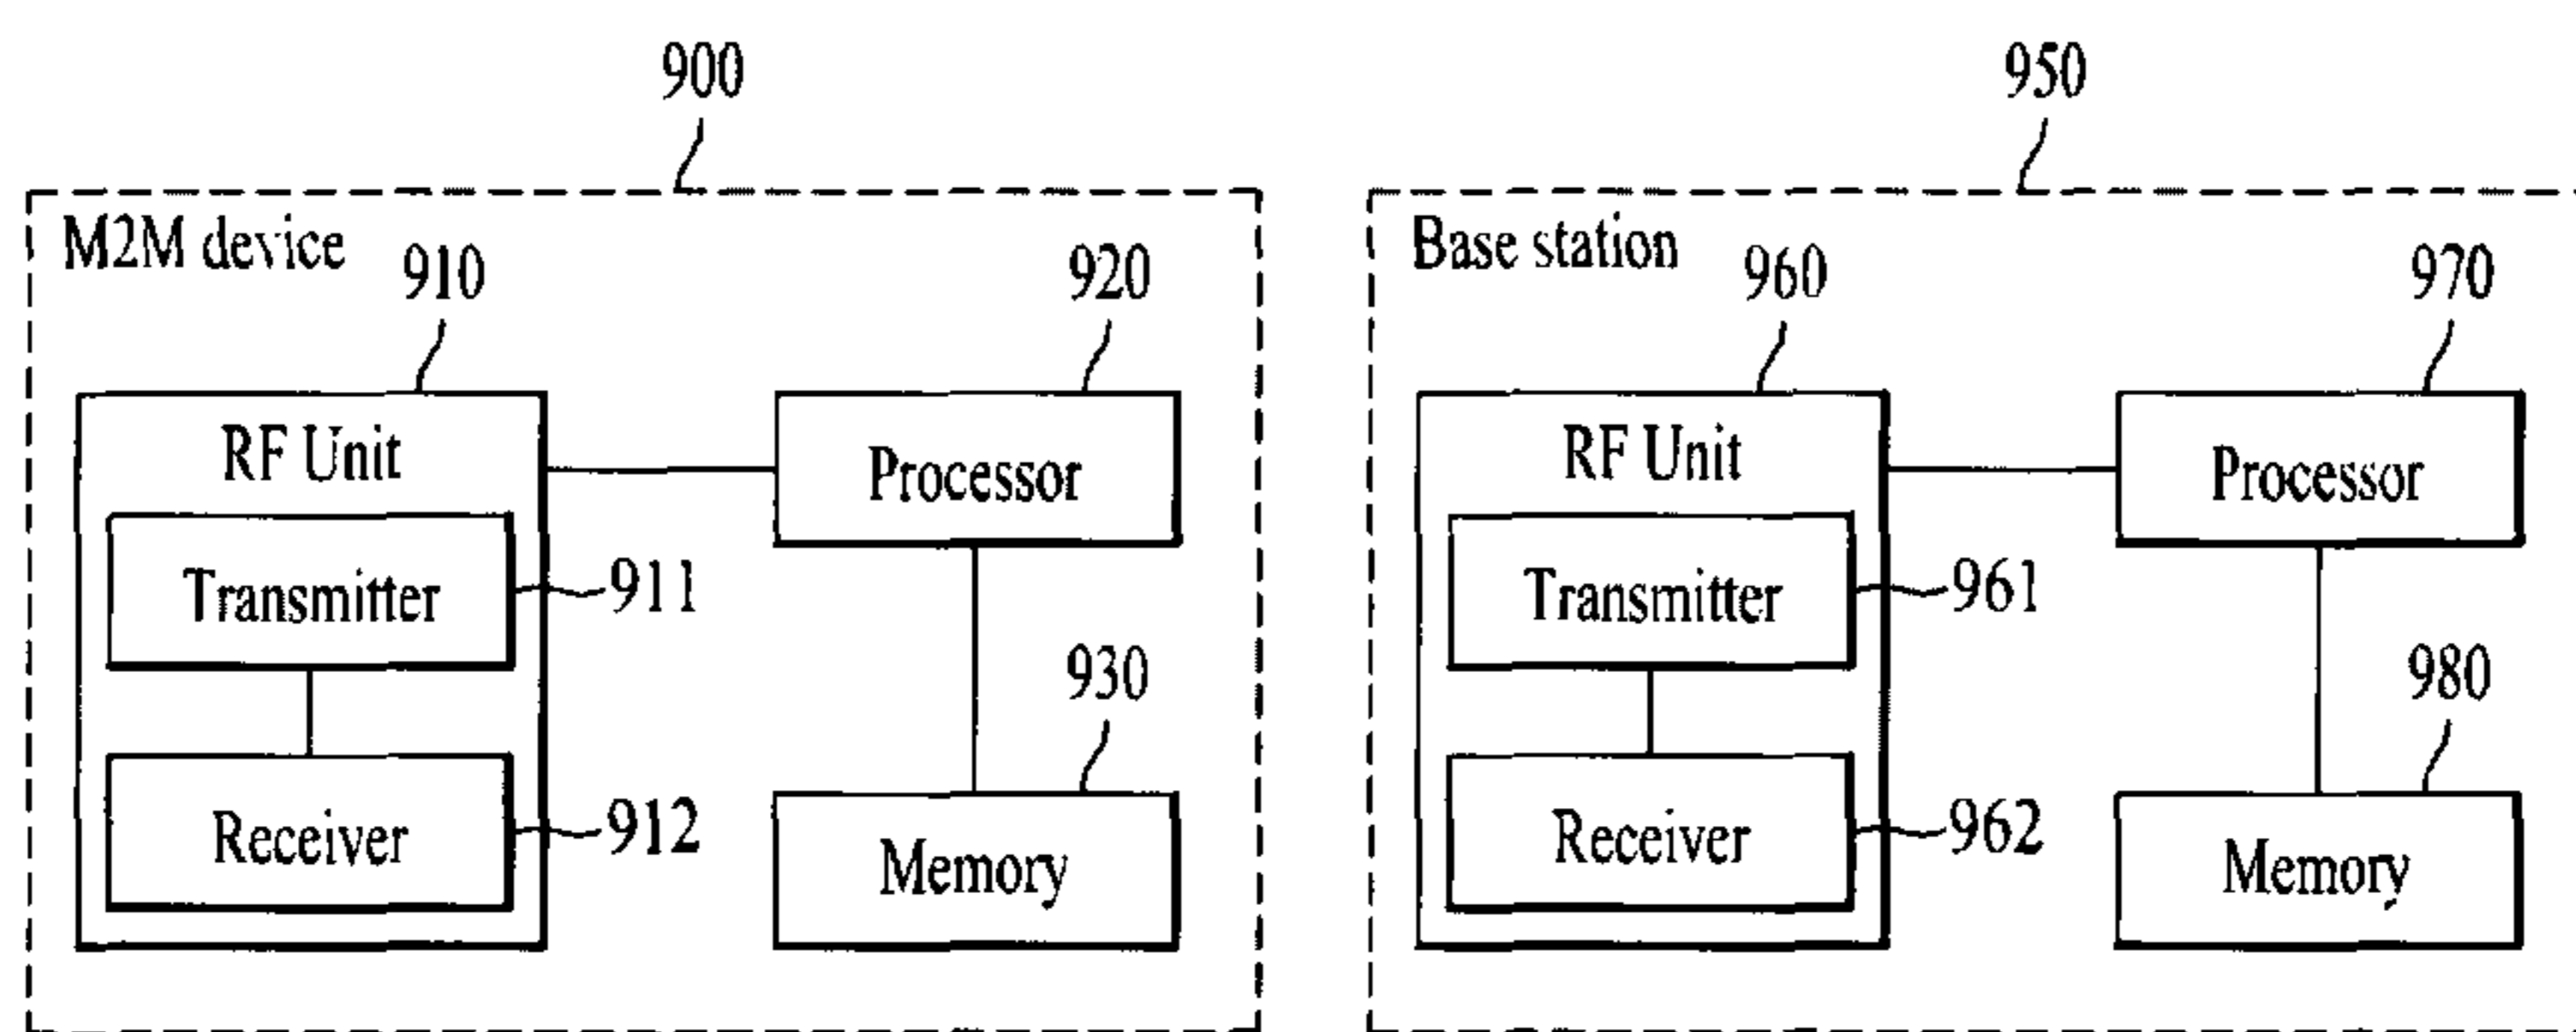 900
950
M2M device
910
920
RF Unit
Processor
Transmitter
911
930
Receiver
912
Memory
Base station
960
970
RF Unit
Processor
Transmitter
961
980
Receiver
962
Memory